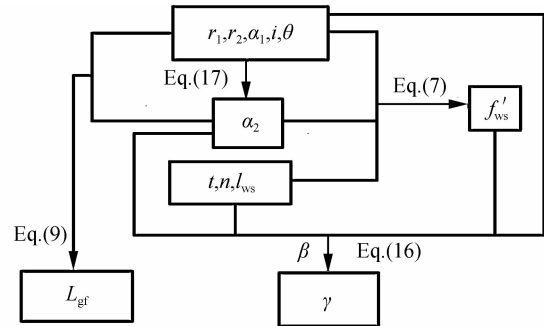 r₁,r₂,α₁,i,θ
Eq.(17)
Eq.(7)
α₂
f′ws
t,n,lws
Eq.(9)
β Eq.(16)
Lgf
γ